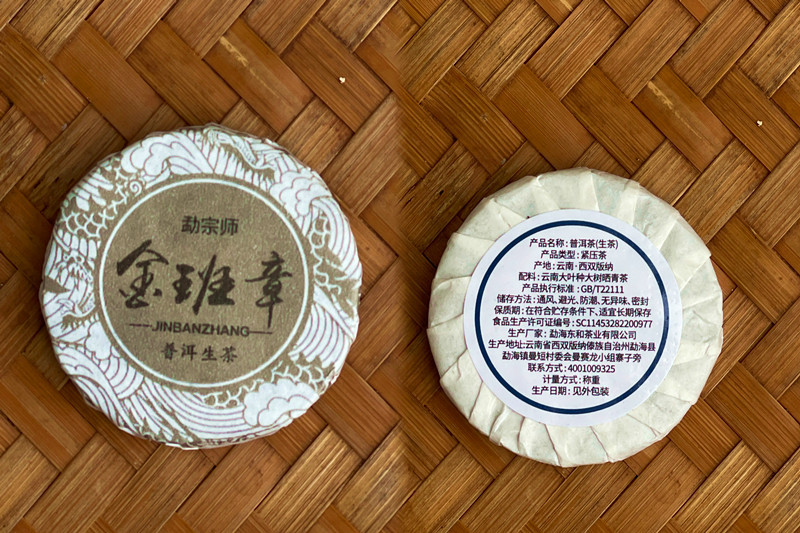 勐宗师
金班章
JINBANZHANG
普洱生茶
产品名称:普洱茶(生茶)
产品类型:紧压茶
产地:云南·西双版纳
配料:云南大叶种大树晒青茶
产品执行标准:GB/T22111
储存方法:通风、避光、防潮、无异味、密封
保质期:在符合贮存条件下、适宜长期保存
食品生产许可证编号:SC11453282200977
生产厂家:勐海东和茶业有限公司
生产地址:云南省西双版纳傣族自治州勐海县
勐海镇曼短村委会曼赛龙小组寨子旁
联系方式:4001009325
计量方式:称重
生产日期:见外包装